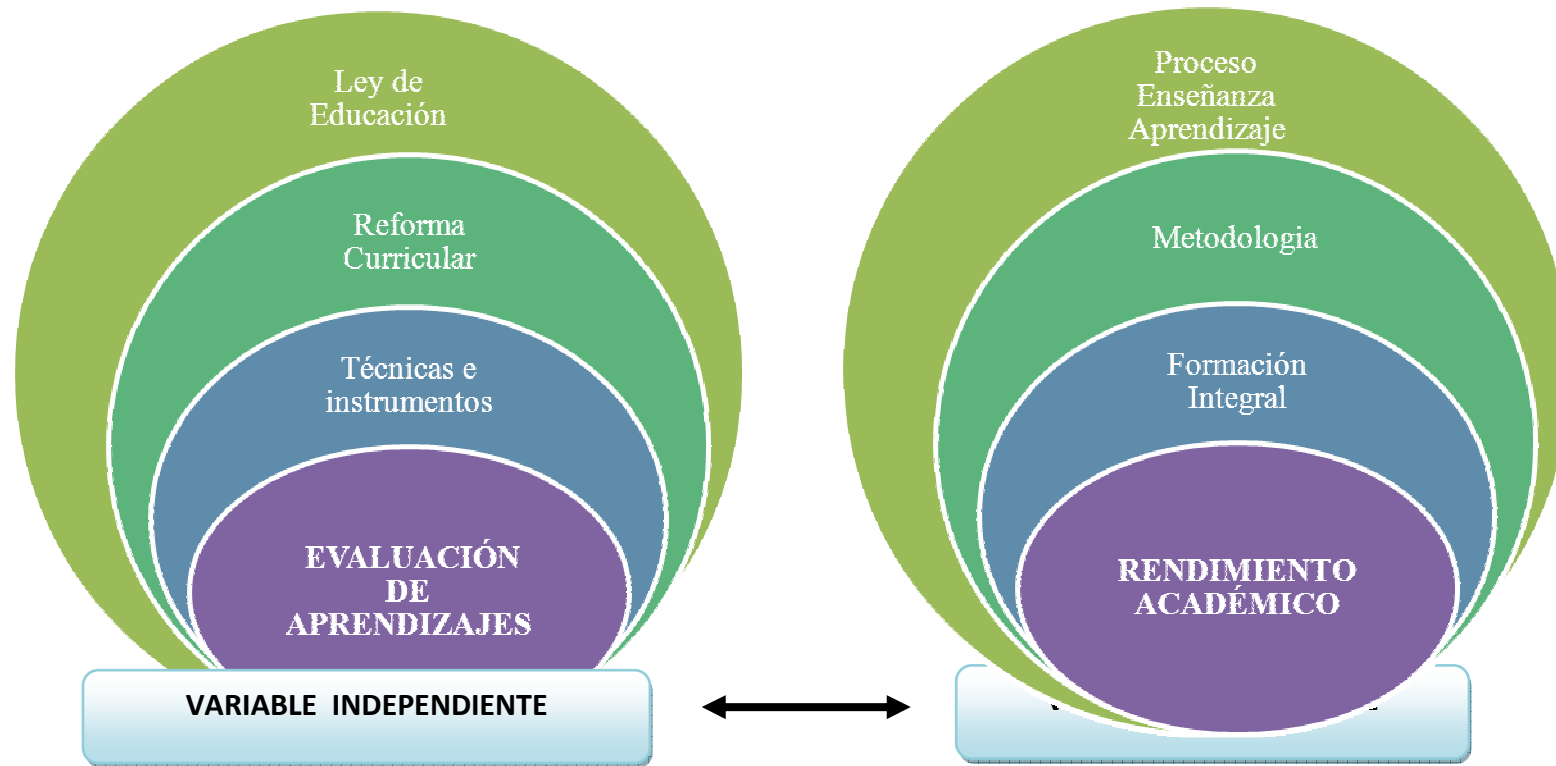 Ley de
Educación
Reforma
Curricular
Técnicas e
instrumentos
EVALUACIÓN
DE
APRENDIZAJES
VARIABLE INDEPENDIENTE
Proceso
Enseñanza
Aprendizaje
Metodologia
Formación
Integral
RENDIMIENTO
ACADÉMICO